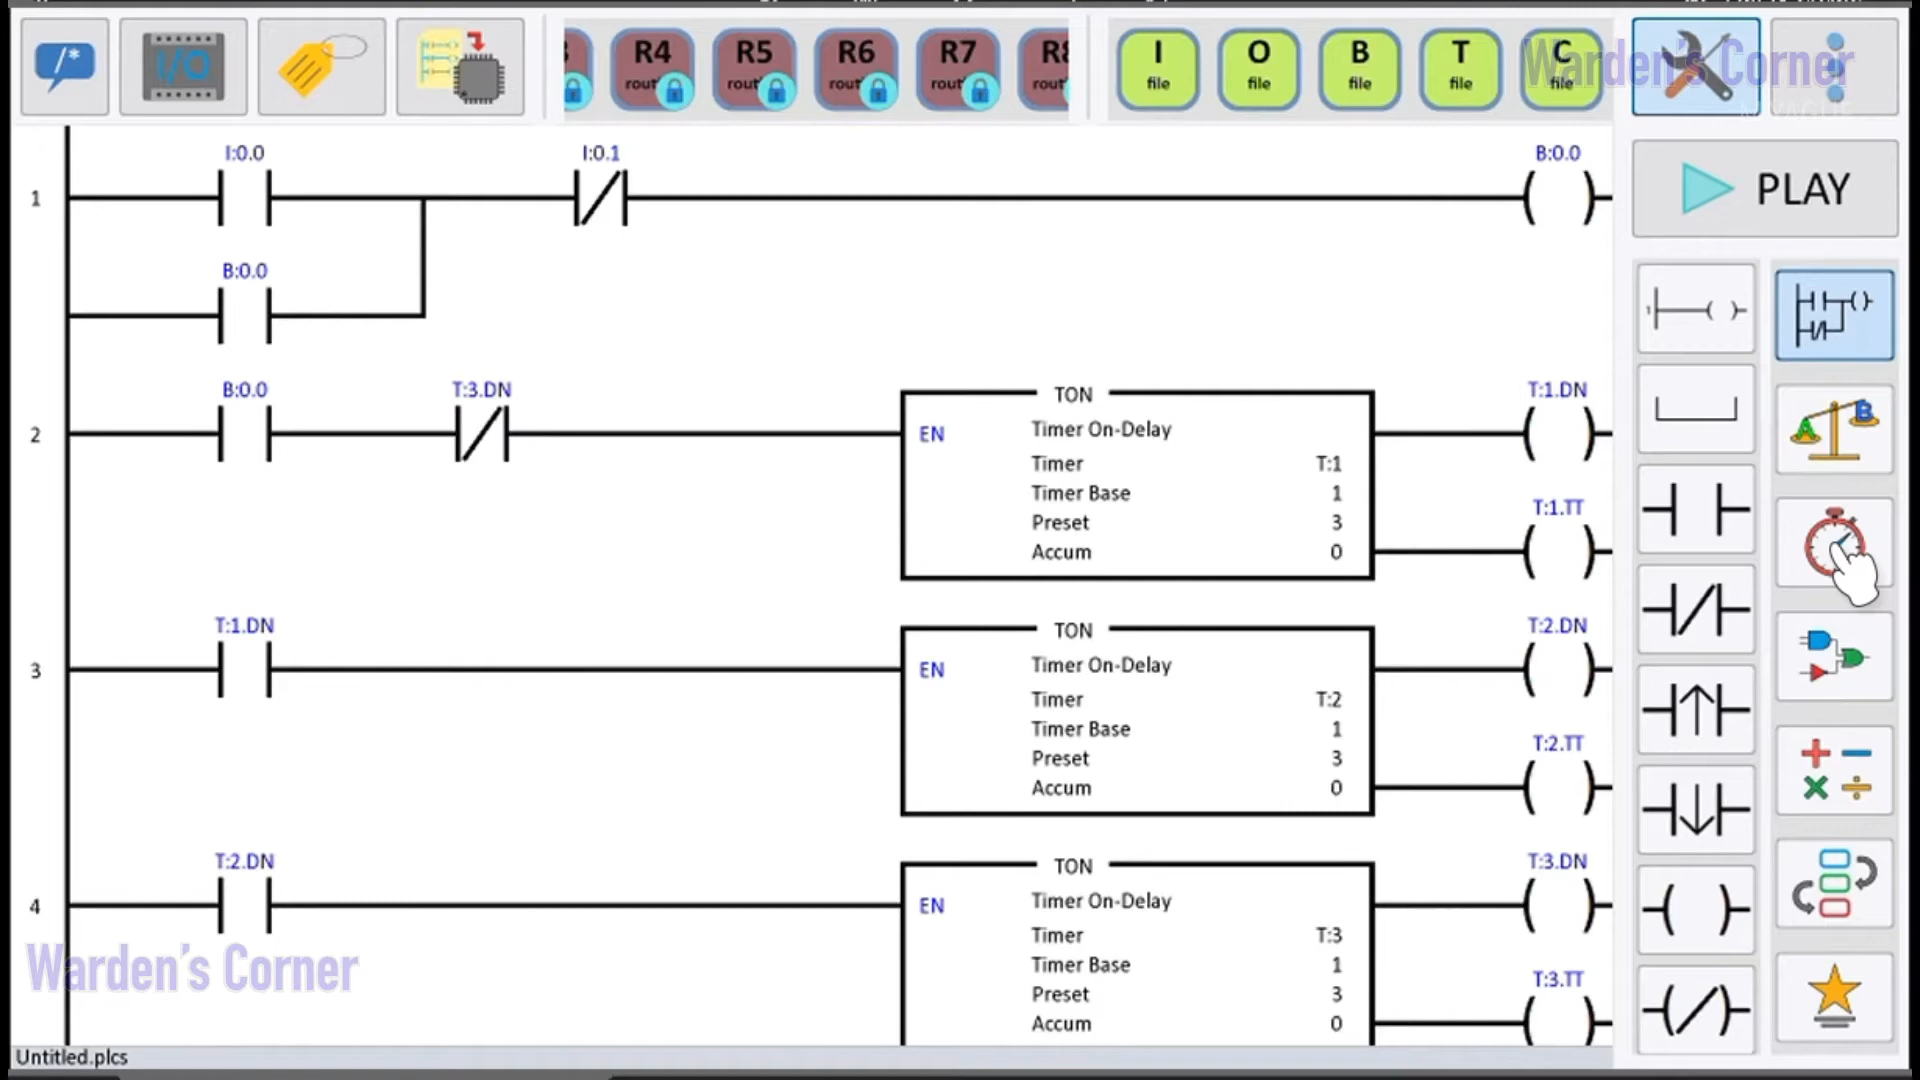 /*
I/O
R4
rout
R5
rout
R6
rout
R7
rout
R8
rout
I
file
O
file
B
file
T
file
C
file
Warden's Corner
PLAY
I:0.0
I:0.1
B:0.0
1
B:0.0
B:0.0
T:3.DN
TON
T:1.DN
2
EN
Timer On-Delay
Timer T:1
Timer Base 1
T:1.TT
Preset 3
Accum 0
T:1.DN
TON
T:2.DN
3
EN
Timer On-Delay
Timer T:2
Timer Base 1
T:2.TT
Preset 3
Accum 0
T:2.DN
TON
T:3.DN
4
EN
Timer On-Delay
Timer T:3
Timer Base 1
T:3.TT
Preset 3
Accum 0
Warden's Corner
Untitled.plcs
1
A
B